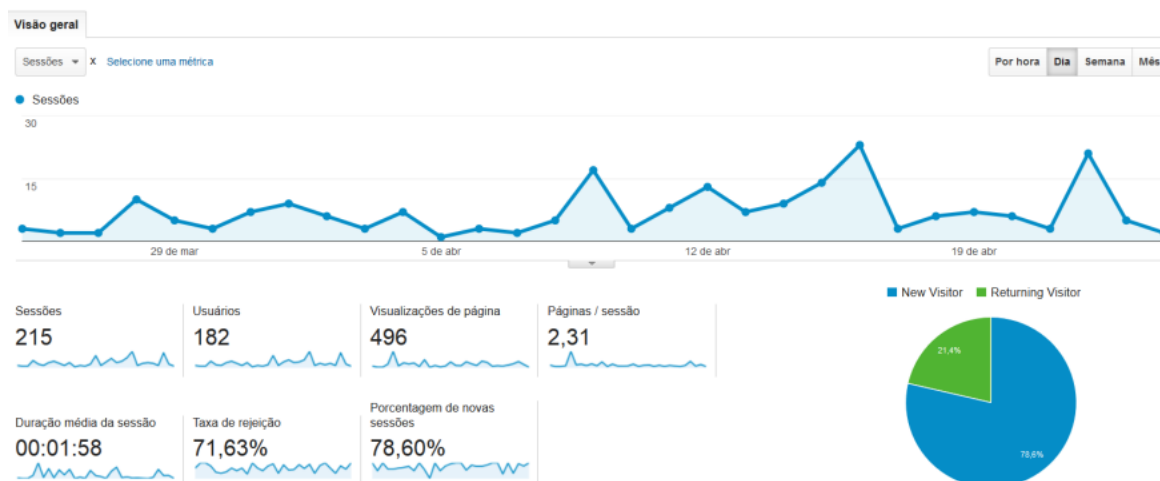 Visão geral
Sessões X Selecione uma métrica
Por hora Dia Semana Mês
Sessões
30
15
29 de mar 5 de abr 12 de abr 19 de abr
New Visitor Returning Visitor
Sessões Usuários Visualizações de página Páginas / sessão
215 182 496 2,31
21,4%
Duração média da sessão Taxa de rejeição Porcentagem de novas sessões
00:01:58 71,63% 78,60%
78,6%